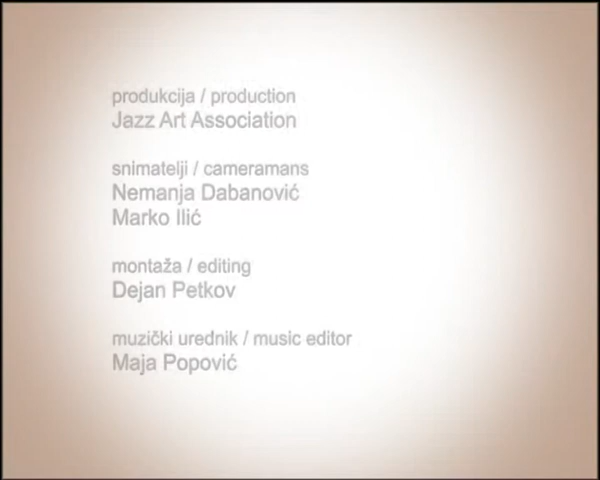 produkcija / production
Jazz Art Association
snimatelji / cameramans
Nemanja Dabanović
Marko Ilić
montaža / editing
Dejan Petkov
muzički urednik / music editor
Maja Popović